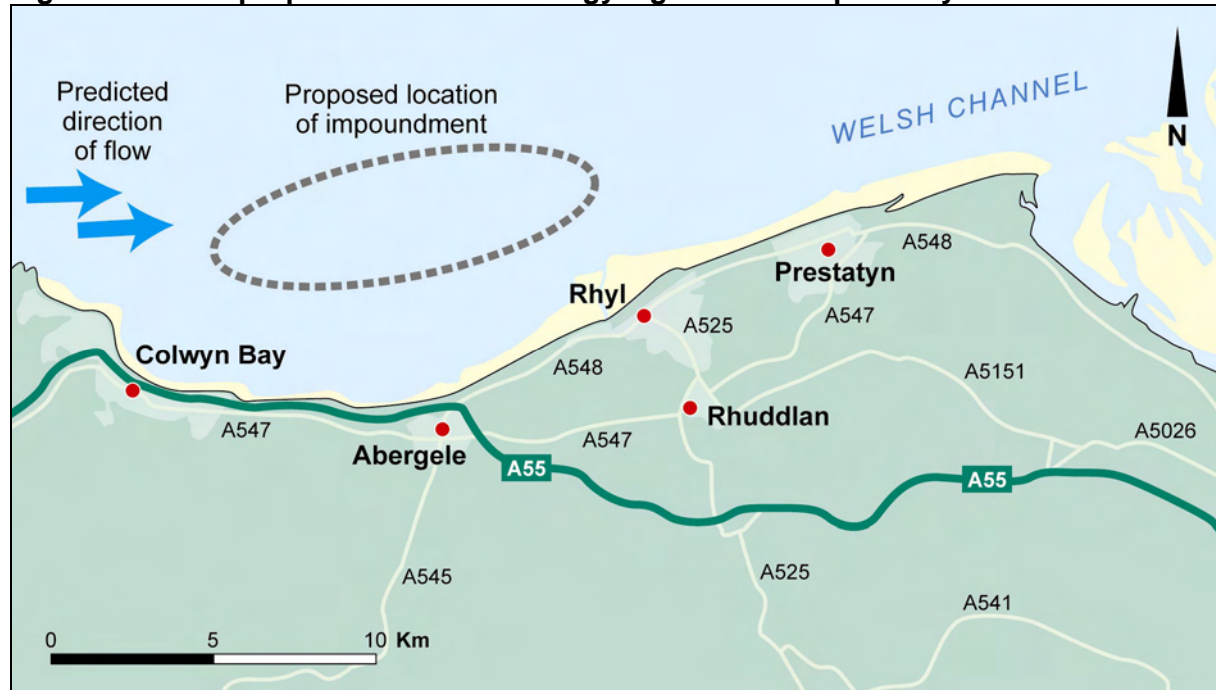 Predicted
direction
of flow
Proposed location
of impoundment
WELSH CHANNEL
N
A548
Prestatyn
Rhyl
A525
A547
Colwyn Bay
A548
A5151
A547
Abergele
A547
Rhuddlan
A5026
A55
A55
A545
A525
A541
0 5 10 Km